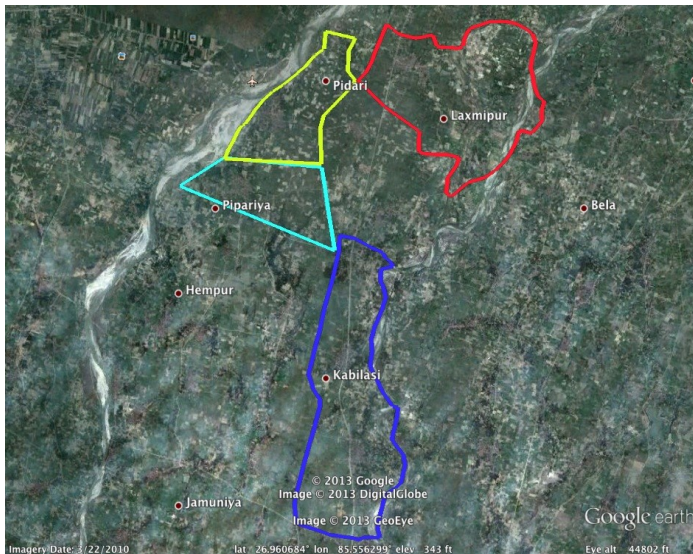 Pidari
Laxmipur
Pipariya
Bela
Hempur
Kabilasi
Jamuniya
© 2013 Google
Image © 2013 DigitalGlobe
Image © 2013 GeoEye
Google earth
Imagery Date: 3/22/2010 lat 26.960684° lon 85.556299° elev 343 ft Eye alt 44802 ft